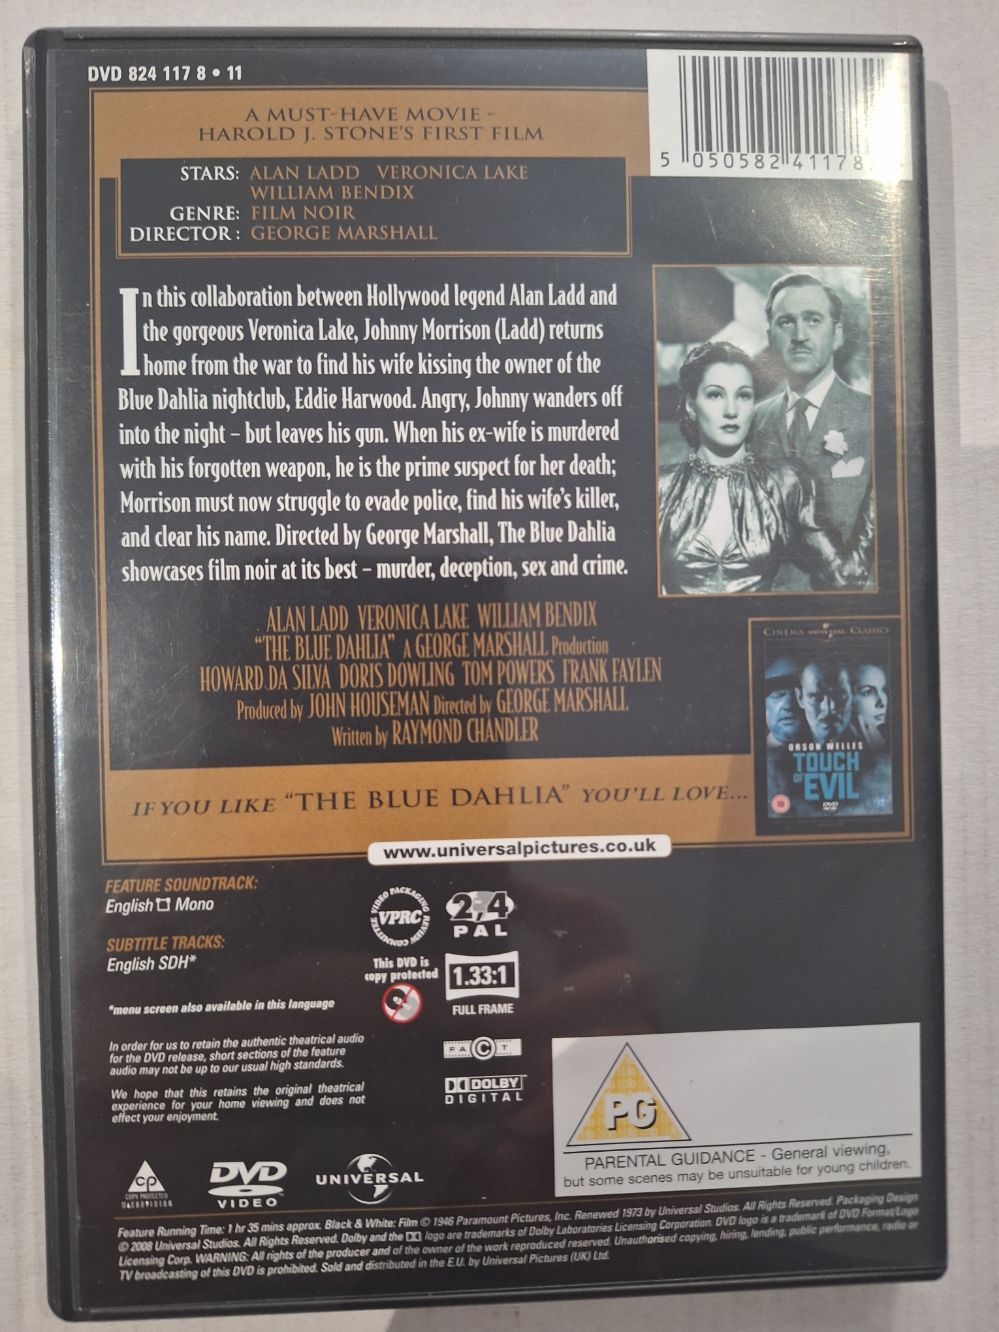 DVD 824 117 8 • 11
A MUST-HAVE MOVIE -
HAROLD J. STONE'S FIRST FILM
STARS: ALAN LADD VERONICA LAKE
WILLIAM BENDIX
GENRE: FILM NOIR
DIRECTOR: GEORGE MARSHALL
5 050582 41178
In this collaboration between Hollywood legend Alan Ladd and
the gorgeous Veronica Lake, Johnny Morrison (Ladd) returns
home from the war to find his wife kissing the owner of the
Blue Dahlia nightclub, Eddie Harwood. Angry, Johnny wanders off
into the night – but leaves his gun. When his ex-wife is murdered
with his forgotten weapon, he is the prime suspect for her death;
Morrison must now struggle to evade police, find his wife's killer,
and clear his name. Directed by George Marshall, The Blue Dahlia
showcases film noir at its best – murder, deception, sex and crime.
ALAN LADD VERONICA LAKE WILLIAM BENDIX
"THE BLUE DAHLIA" A GEORGE MARSHALL Production
HOWARD DA SILVA DORIS DOWLING TOM POWERS FRANK FAYLEN
Produced by JOHN HOUSEMAN Directed by GEORGE MARSHALL
Written by RAYMOND CHANDLER
CINEMA UNIVERSAL CLASSICS
ORSON WELLES
TOUCH
OF EVIL
DVD
12
IF YOU LIKE "THE BLUE DAHLIA" YOU'LL LOVE...
www.universalpictures.co.uk
FEATURE SOUNDTRACK:
English Mono
SUBTITLE TRACKS:
English SDH*
*menu screen also available in this language
In order for us to retain the authentic theatrical audio
for the DVD release, short sections of the feature
audio may not be up to our usual high standards.
We hope that this retains the original theatrical
experience for your home viewing and does not
effect your enjoyment.
VIDEO PACKAGING REVIEW COMMITTEE
VPRC
This DVD is
copy protected
2,4
PAL
1.33:1
FULL FRAME
FACT
DOLBY
DIGITAL
PG
PARENTAL GUIDANCE - General viewing,
but some scenes may be unsuitable for young children.
CP
COPY PROTECTED
MACROVISION
DVD
VIDEO
UNIVERSAL
Feature Running Time: 1 hr 35 mins approx. Black & White: Film © 1946 Paramount Pictures, Inc. Renewed 1973 by Universal Studios. All Rights Reserved. Packaging Design
© 2008 Universal Studios. All Rights Reserved. Dolby and the logo are trademarks of Dolby Laboratories Licensing Corporation. DVD logo is a trademark of DVD Format/Logo
Licensing Corp. WARNING: All rights of the producer and of the owner of the work reproduced reserved. Unauthorised copying, hiring, lending, public performance, radio or
TV broadcasting of this DVD is prohibited. Sold and distributed in the E.U. by Universal Pictures (UK) Ltd.